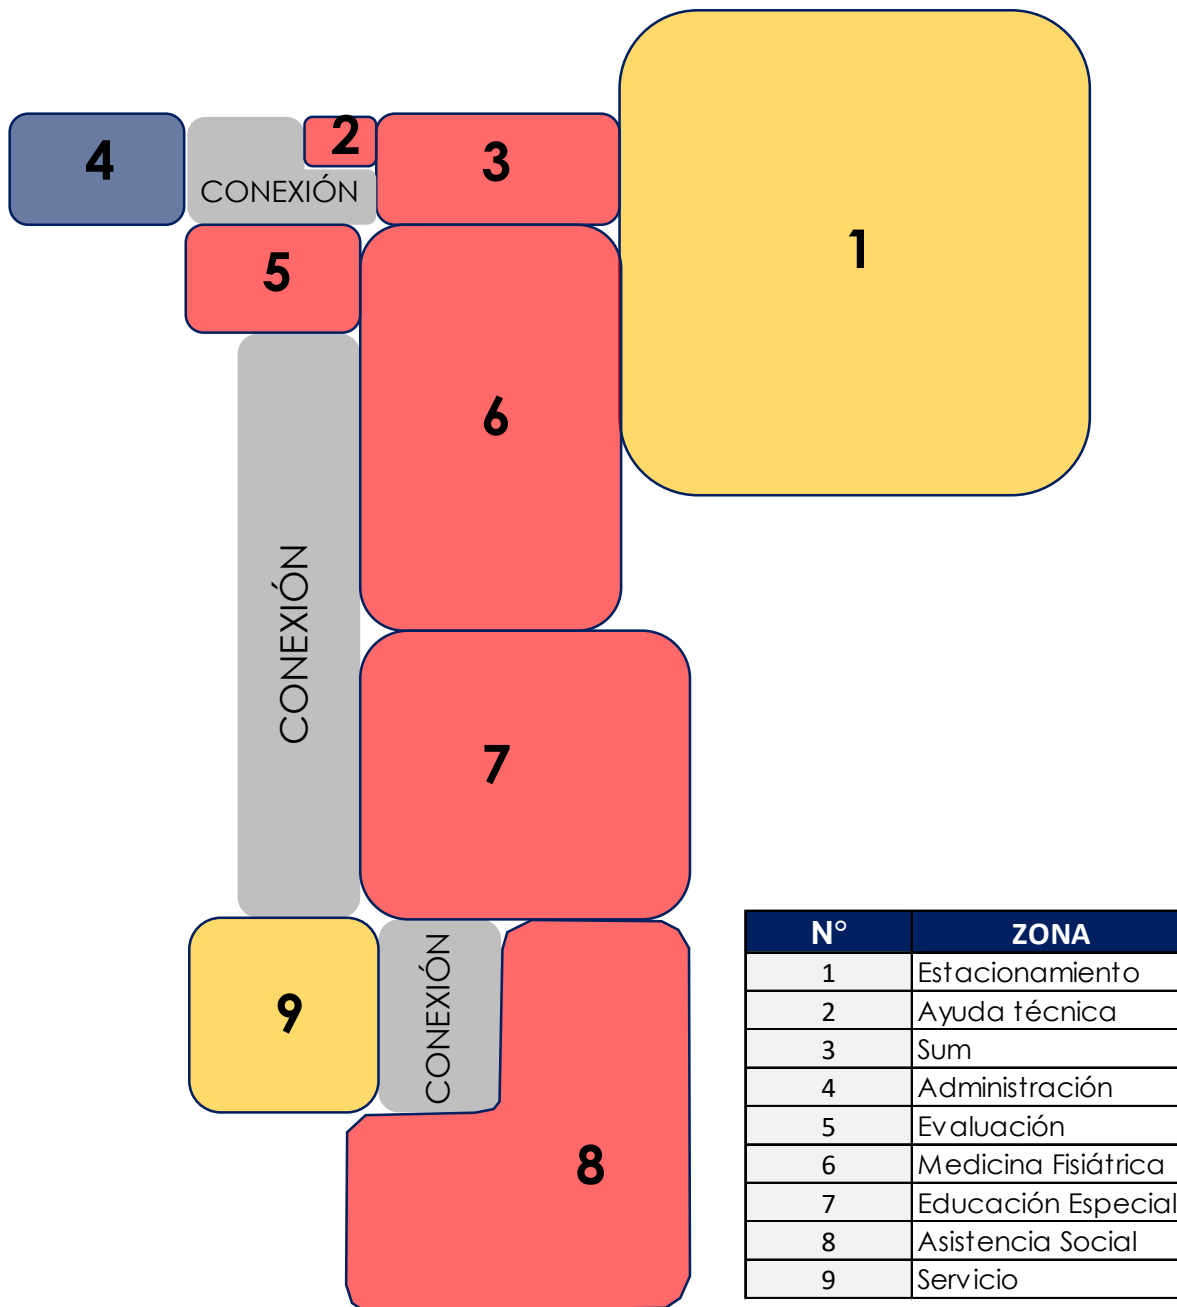 1
4
2
3
CONEXIÓN
5
6
CONEXIÓN
7
9
CONEXIÓN
8
N° ZONA
1 Estacionamiento
2 Ayuda técnica
3 Sum
4 Administración
5 Evaluación
6 Medicina Fisiátrica
7 Educación Especial
8 Asistencia Social
9 Servicio